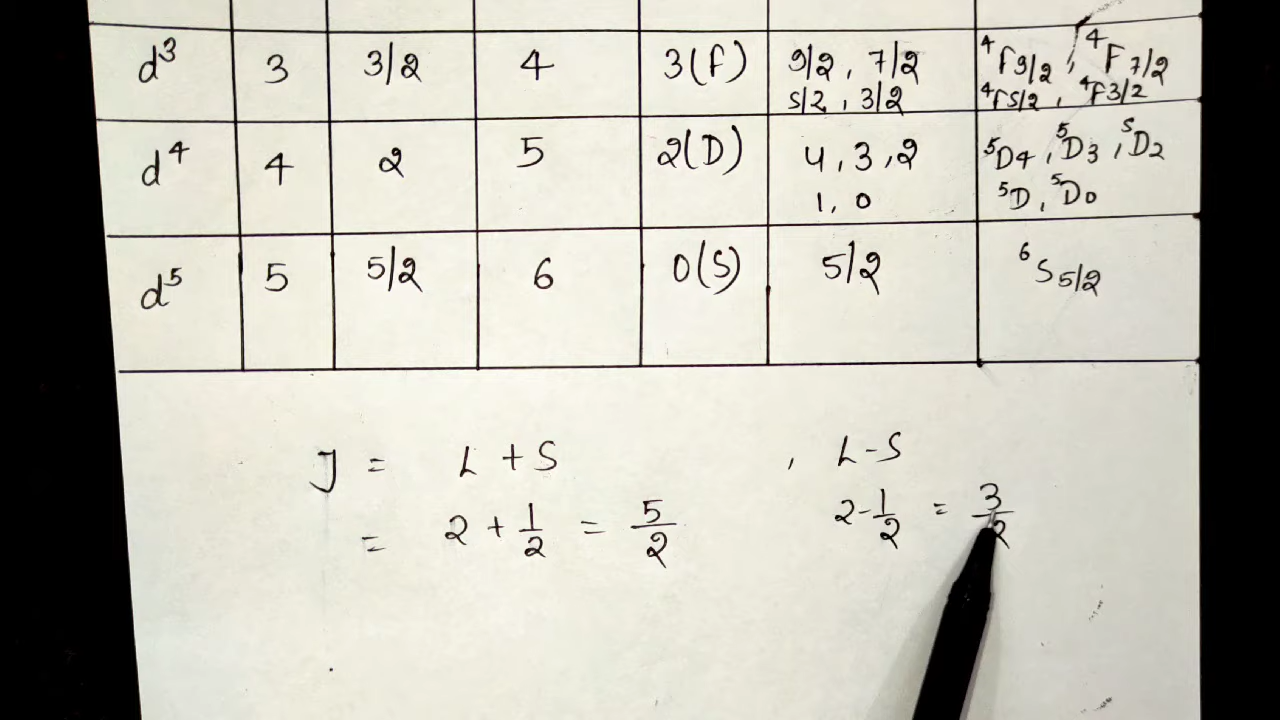 d³ 3 3/2 4 3(F) 9/2, 7/2 ⁴F9/2, ⁴F7/2
5/2, 3/2 ⁴F5/2, ⁴F3/2
d⁴ 4 2 5 2(D) 4, 3, 2 ⁵D4, ⁵D3, ⁵D2
1, 0 ⁵D, ⁵D0
d⁵ 5 5/2 6 0(S) 5/2 ⁶S5/2
J = L + S , L-S
= 2 + 1/2 = 5/2 2 - 1/2 = 3/2